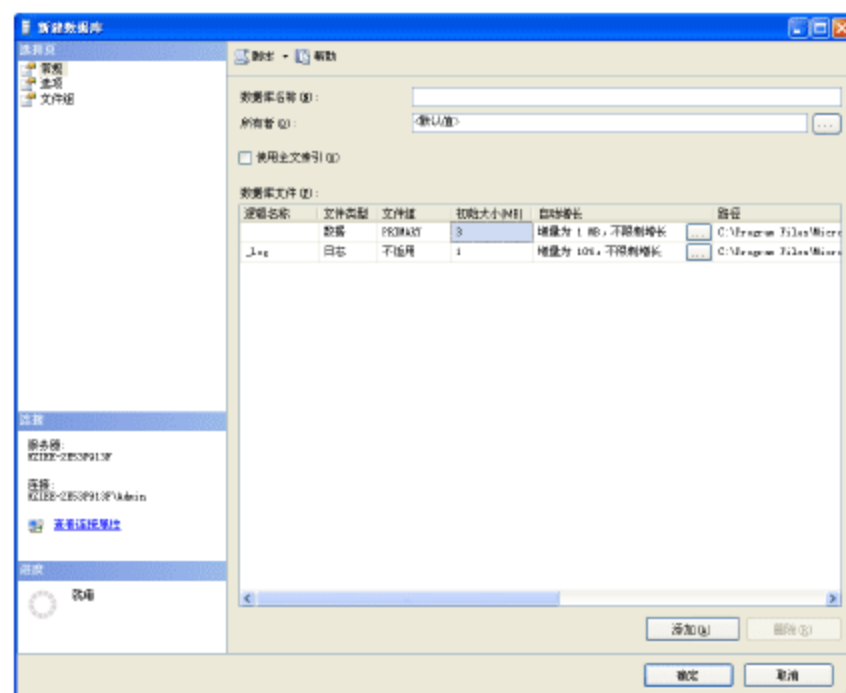 新建数据库
选择页
常规
选项
文件组
脚本 帮助
数据库名称(N):
所有者(O): <默认值> ...
使用全文索引(U)
数据库文件(F):
逻辑名称 文件类型 文件组 初始大小(MB) 自动增长 路径
数据 PRIMARY 3 增量为 1 MB，不限制增长 ... C:\Program Files\Micro
_log 日志 不适用 1 增量为 10%，不限制增长 ... C:\Program Files\Micro
连接
服务器:
连接:
查看连接属性
进度
就绪
添加(A) 删除(R)
确定 取消